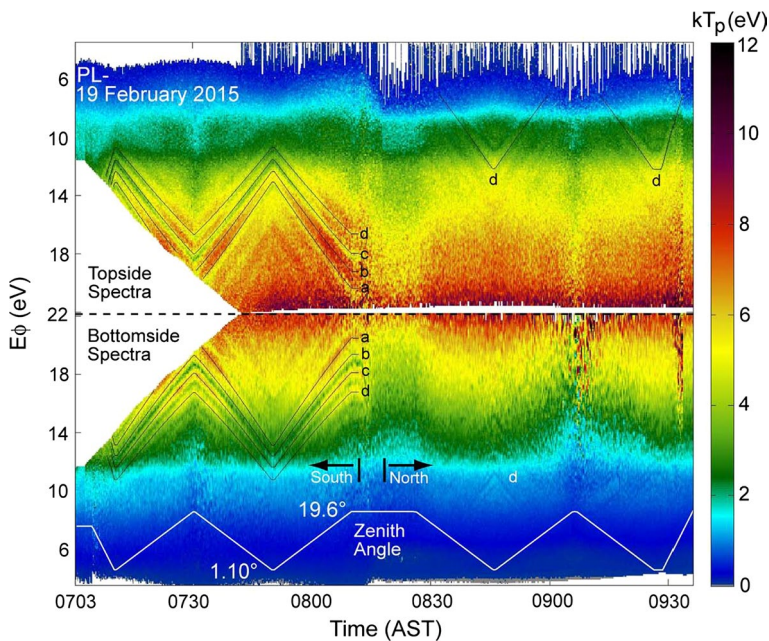 kTp (eV)
PL-
19 February 2015
6
10
14
18
22
18
14
10
6
Eϕ (eV)
Topside
Spectra
Bottomside
Spectra
d
c
b
a
a
b
c
d
d
d
d
South
North
19.6°
Zenith
Angle
1.10°
0703
0730
0800
0830
0900
0930
Time (AST)
12
10
8
6
4
2
0